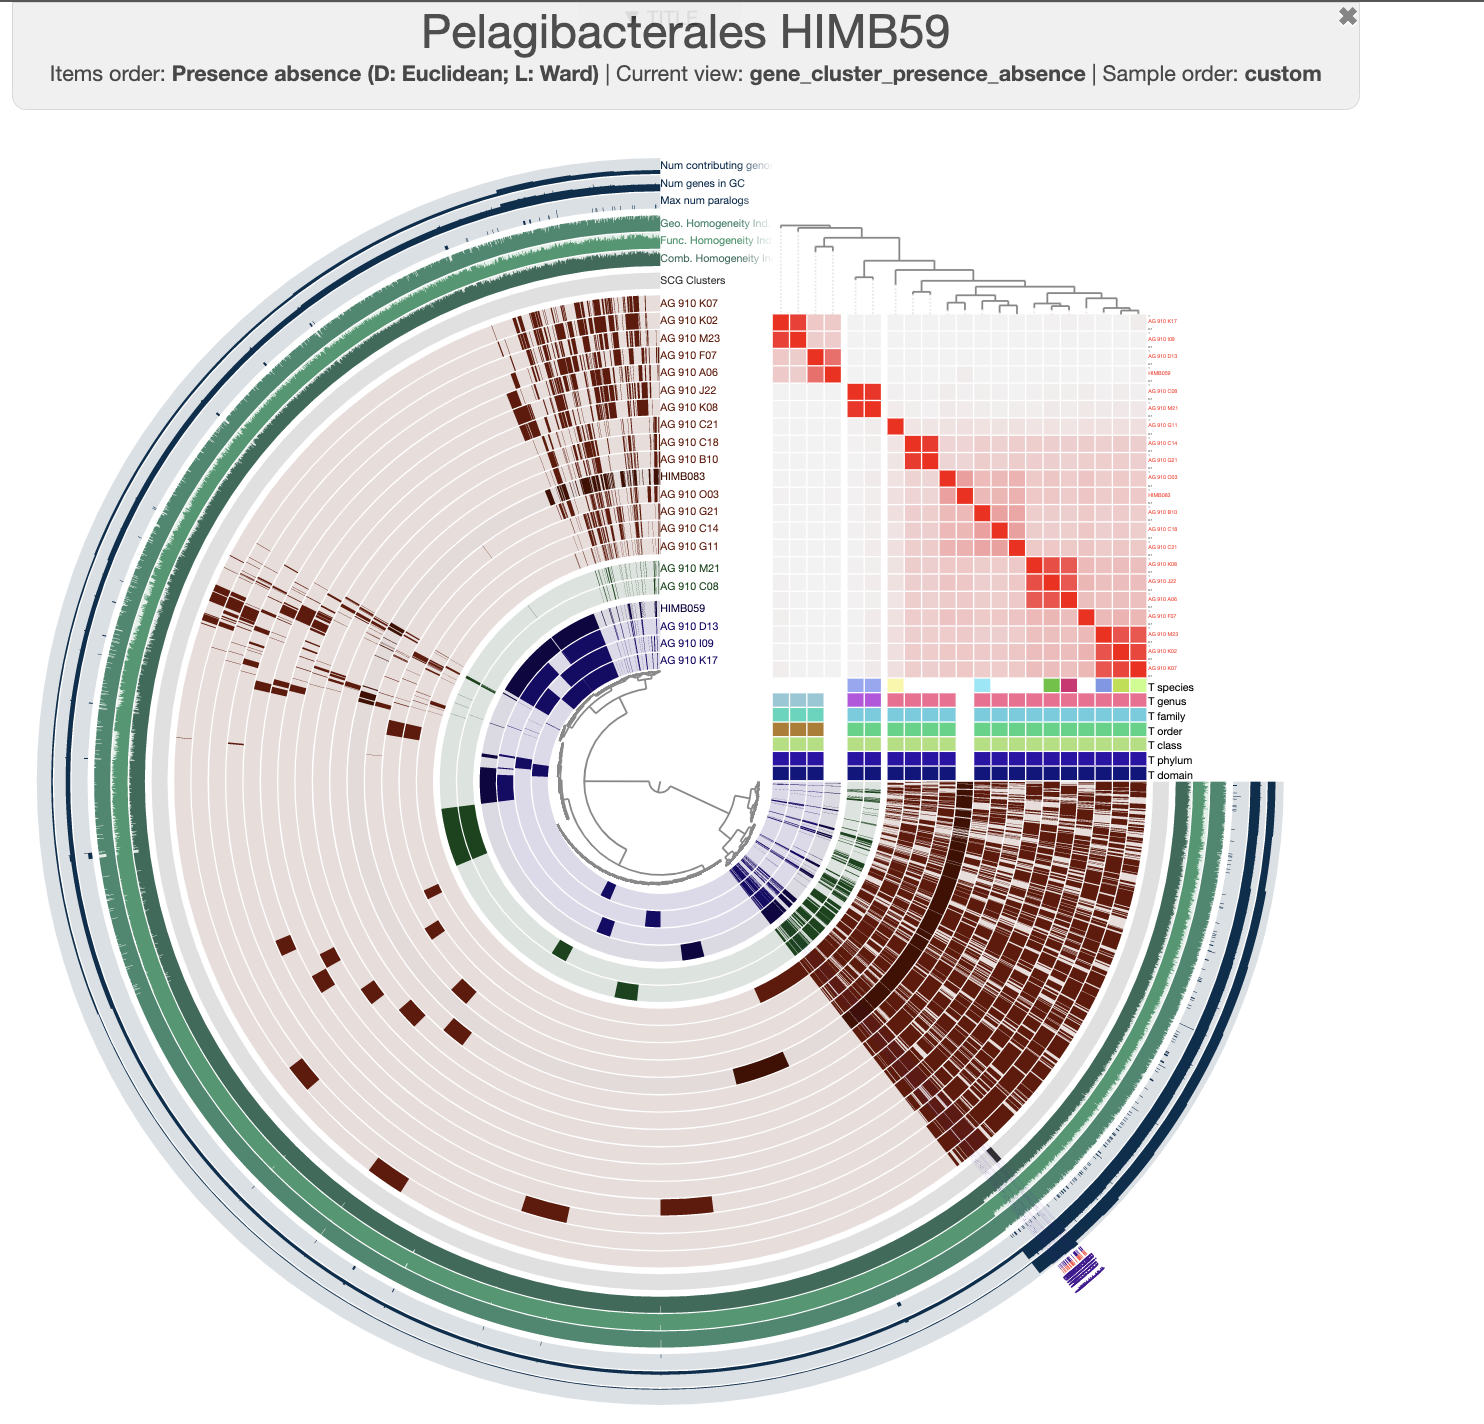 TITLE
Pelagibacterales HIMB59
Items order: Presence absence (D: Euclidean; L: Ward) | Current view: gene_cluster_presence_absence | Sample order: custom
Num contributing geno
Num genes in GC
Max num paralogs
Geo. Homogeneity Ind
Func. Homogeneity Ind
Comb. Homogeneity In
SCG Clusters
AG 910 K07
AG 910 K02
AG 910 M23
AG 910 F07
AG 910 A06
AG 910 J22
AG 910 K08
AG 910 C21
AG 910 C18
AG 910 B10
HIMB083
AG 910 O03
AG 910 G21
AG 910 C14
AG 910 G11
AG 910 M21
AG 910 C08
HIMB059
AG 910 D13
AG 910 I09
AG 910 K17
AG 910 K17
AG 910 I09
AG 910 D13
HIMB059
AG 910 C08
AG 910 M21
AG 910 G11
AG 910 C14
AG 910 G21
AG 910 O03
HIMB083
AG 910 B10
AG 910 C18
AG 910 C21
AG 910 K08
AG 910 J22
AG 910 A06
AG 910 F07
AG 910 M23
AG 910 K02
AG 910 K07
T species
T genus
T family
T order
T class
T phylum
T domain